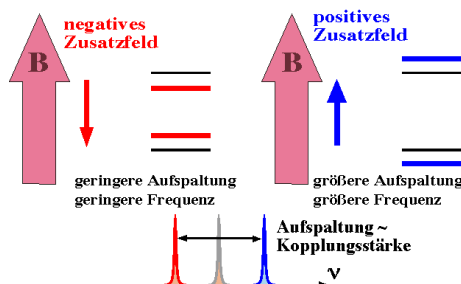 negatives
Zusatzfeld
B
geringere Aufspaltung
geringere Frequenz
positives
Zusatzfeld
B
größere Aufspaltung
größere Frequenz
Aufspaltung ~
Kopplungsstärke
ν